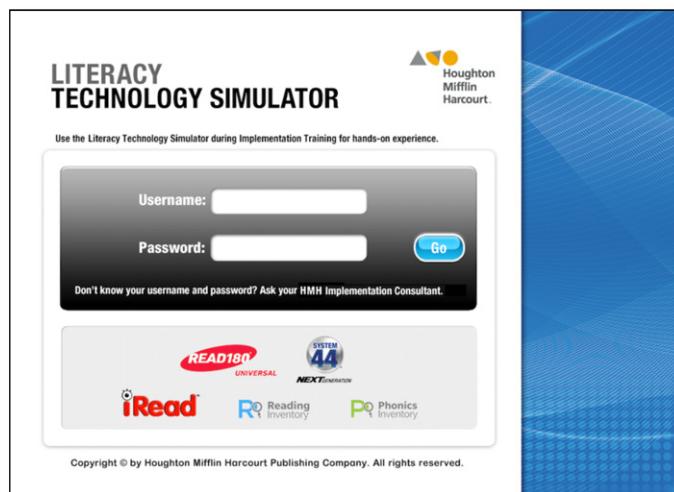 LITERACY
TECHNOLOGY SIMULATOR
Houghton
Mifflin
Harcourt.
Use the Literacy Technology Simulator during Implementation Training for hands-on experience.
Username:
Password:
Go
Don't know your username and password? Ask your HMH Implementation Consultant.
READ180
UNIVERSAL
SYSTEM
44
NEXT GENERATION
iRead™
Reading
Inventory
Phonics
Inventory
Copyright © by Houghton Mifflin Harcourt Publishing Company. All rights reserved.